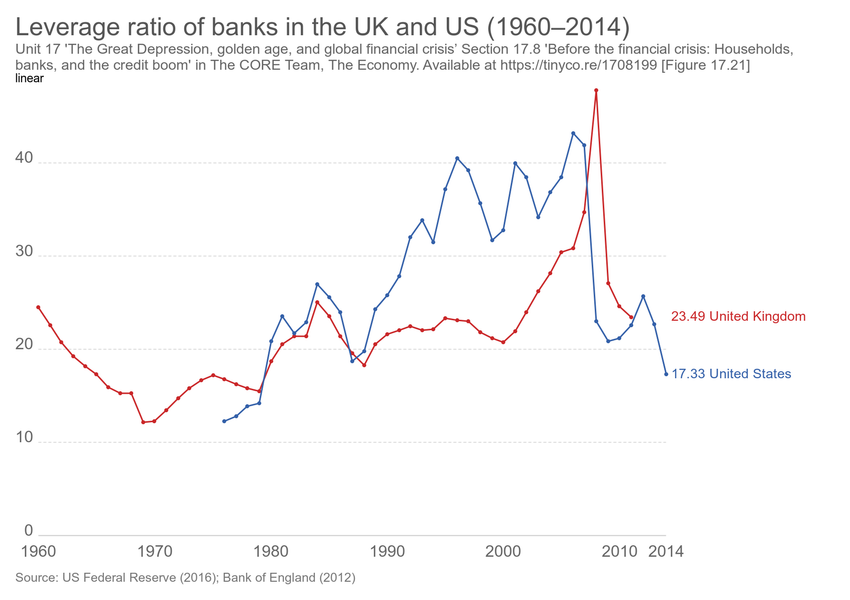 Leverage ratio of banks in the UK and US (1960–2014)
Unit 17 'The Great Depression, golden age, and global financial crisis’ Section 17.8 'Before the financial crisis: Households,
banks, and the credit boom' in The CORE Team, The Economy. Available at https://tinyco.re/1708199 [Figure 17.21]
linear
40
30
23.49 United Kingdom
20
17.33 United States
10
0
1960 1970 1980 1990 2000 2010 2014
Source: US Federal Reserve (2016); Bank of England (2012)